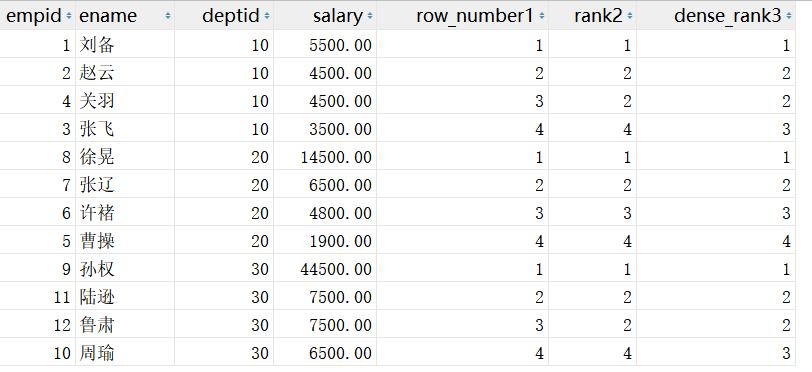 empid ename deptid salary row_number1 rank2 dense_rank3
1 刘备 10 5500.00 1 1 1
2 赵云 10 4500.00 2 2 2
4 关羽 10 4500.00 3 2 2
3 张飞 10 3500.00 4 4 3
8 徐晃 20 14500.00 1 1 1
7 张辽 20 6500.00 2 2 2
6 许褚 20 4800.00 3 3 3
5 曹操 20 1900.00 4 4 4
9 孙权 30 44500.00 1 1 1
11 陆逊 30 7500.00 2 2 2
12 鲁肃 30 7500.00 3 2 2
10 周瑜 30 6500.00 4 4 3